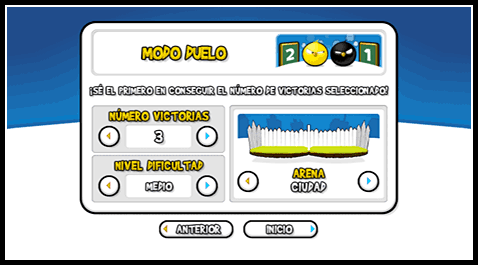 MODO DUELO
2 1
¡SÉ EL PRIMERO EN CONSEGUIR EL NÚMERO DE VICTORIAS SELECCIONADO!
NÚMERO VICTORIAS
3
NIVEL DIFICULTAD
MEDIO
ARENA
CIUDAD
ANTERIOR
INICIO